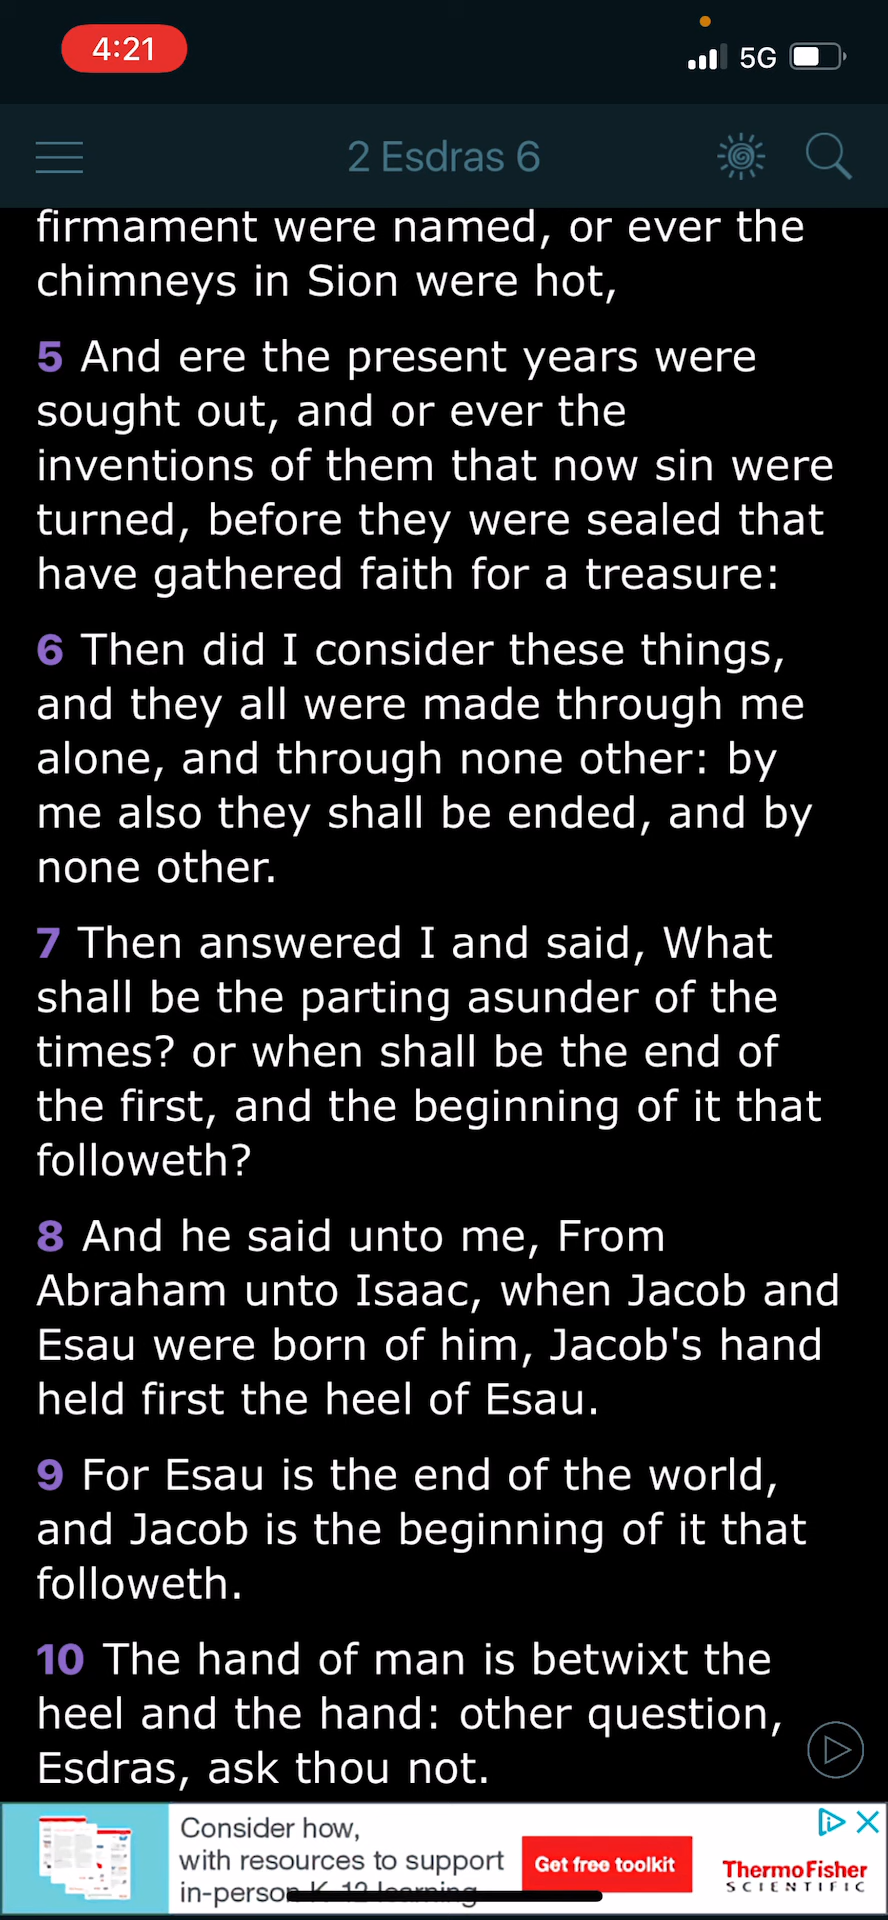 4:21
5G
2 Esdras 6
firmament were named, or ever the
chimneys in Sion were hot,
5 And ere the present years were
sought out, and or ever the
inventions of them that now sin were
turned, before they were sealed that
have gathered faith for a treasure:
6 Then did I consider these things,
and they all were made through me
alone, and through none other: by
me also they shall be ended, and by
none other.
7 Then answered I and said, What
shall be the parting asunder of the
times? or when shall be the end of
the first, and the beginning of it that
followeth?
8 And he said unto me, From
Abraham unto Isaac, when Jacob and
Esau were born of him, Jacob's hand
held first the heel of Esau.
9 For Esau is the end of the world,
and Jacob is the beginning of it that
followeth.
10 The hand of man is betwixt the
heel and the hand: other question,
Esdras, ask thou not.
Consider how,
with resources to support
in-person K-12 learning
Get free toolkit
ThermoFisher
SCIENTIFIC